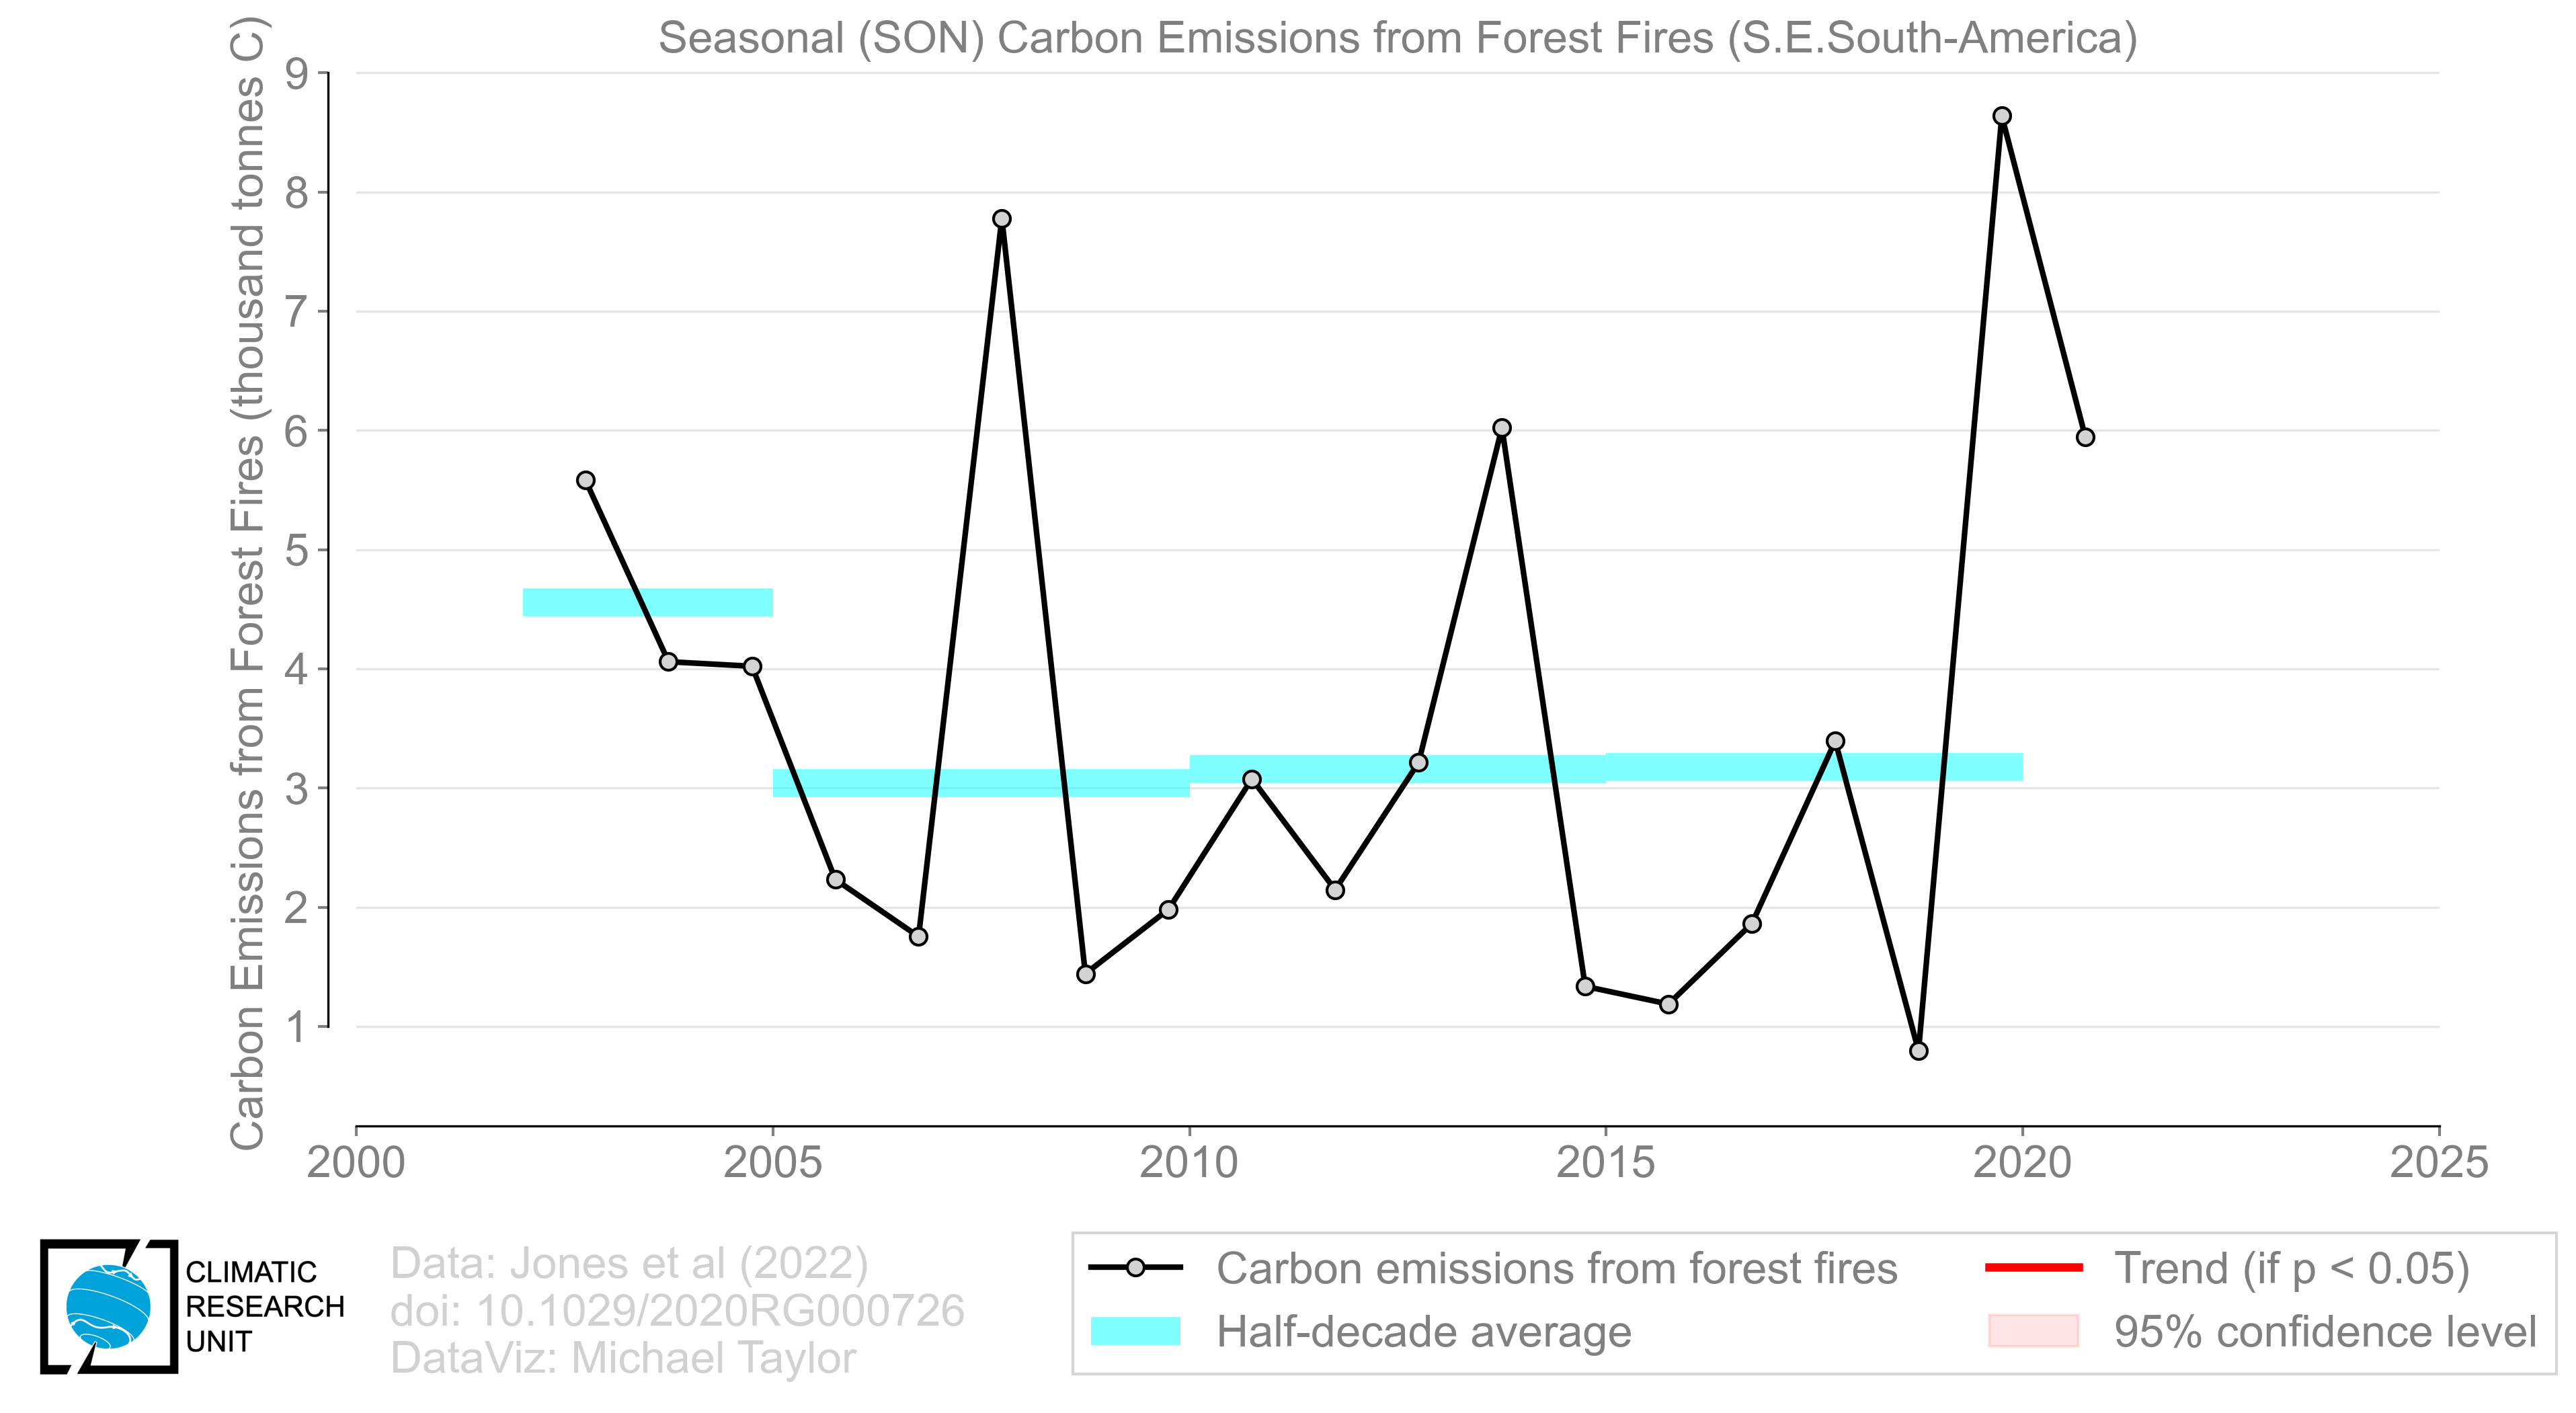 Seasonal (SON) Carbon Emissions from Forest Fires (S.E.South-America)
Carbon Emissions from Forest Fires (thousand tonnes C)
9
8
7
6
5
4
3
2
1
2000 2005 2010 2015 2020 2025
CLIMATIC
RESEARCH
UNIT
Data: Jones et al (2022)
doi: 10.1029/2020RG000726
DataViz: Michael Taylor
Carbon emissions from forest fires
Half-decade average
Trend (if p < 0.05)
95% confidence level